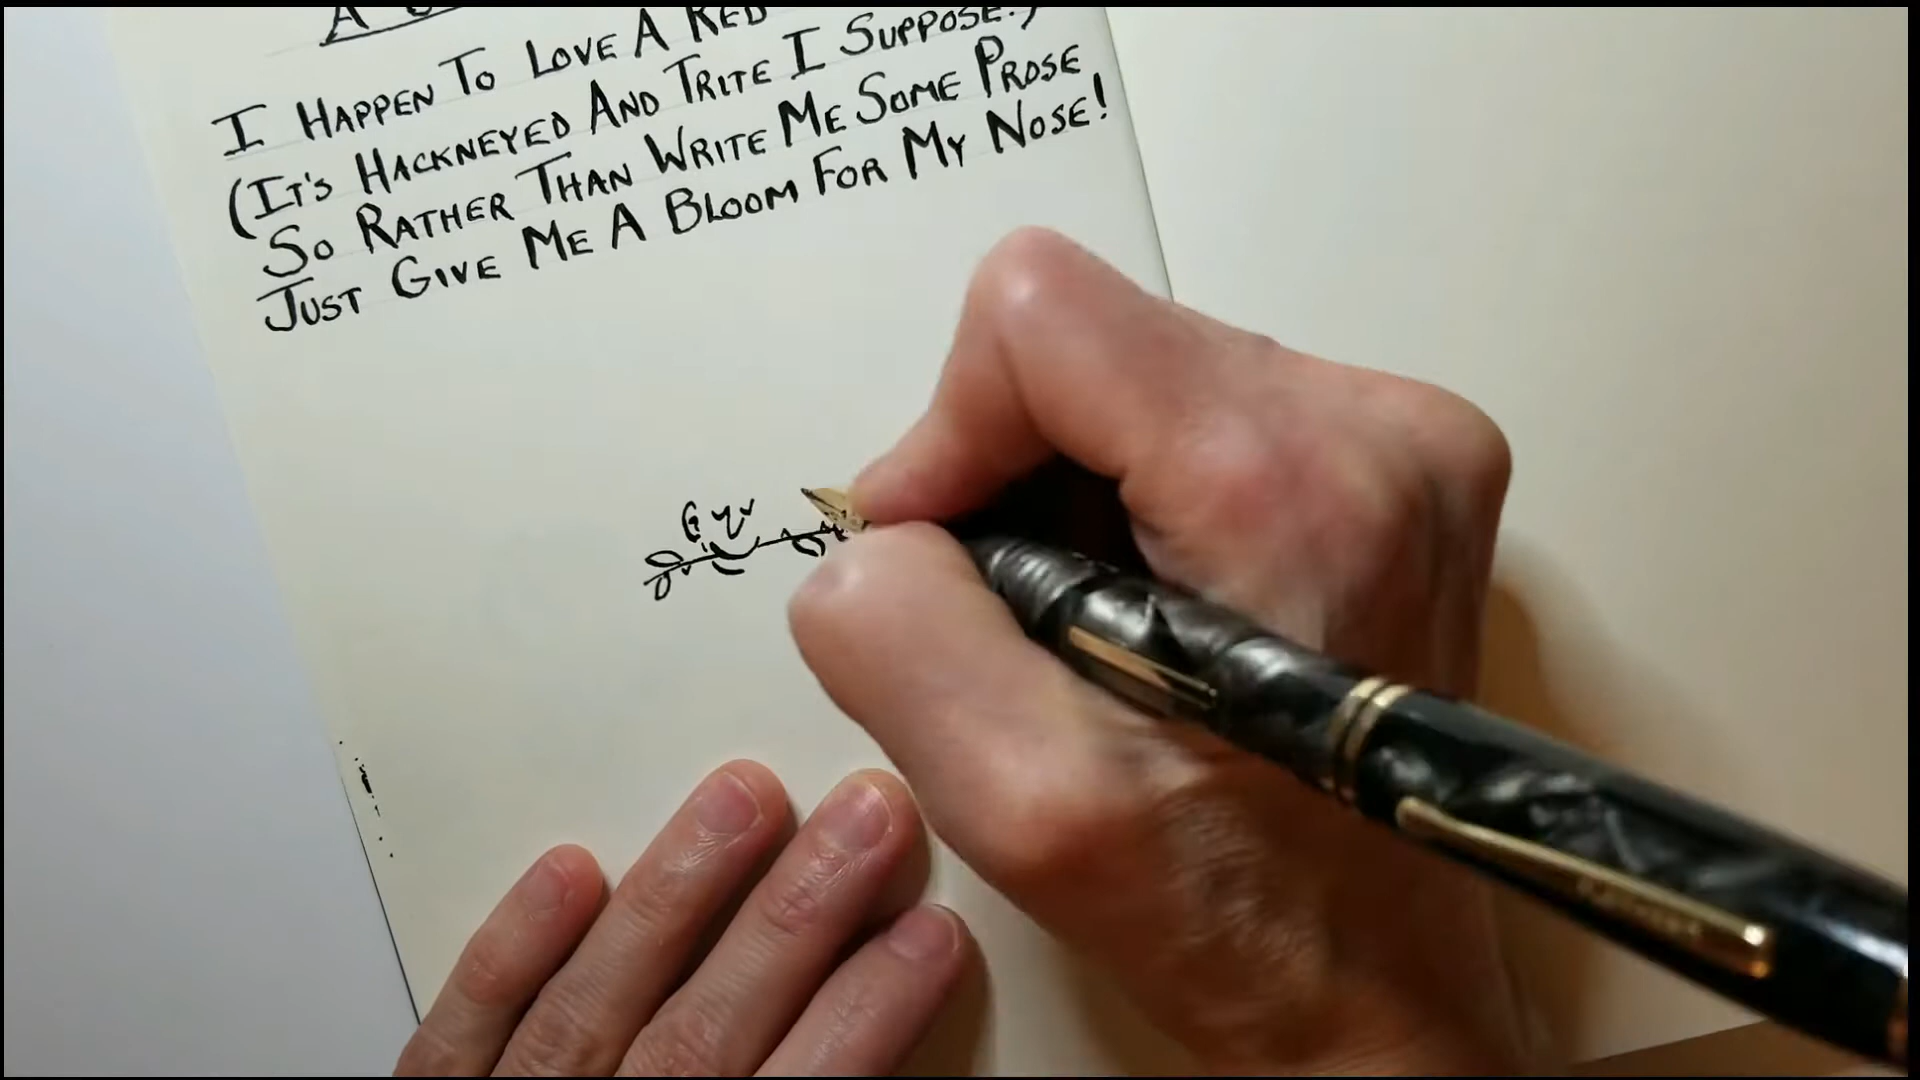 I HAPPEN TO LOVE A RED
(IT'S HACKNEYED AND TRITE I SUPPOSE.)
SO RATHER THAN WRITE ME SOME PROSE
JUST GIVE ME A BLOOM FOR MY NOSE!